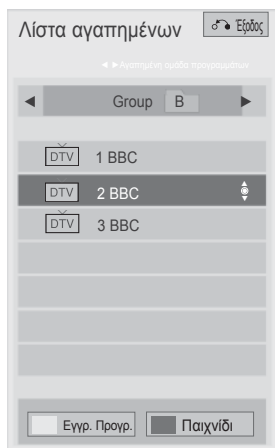 Λίστα αγαπημένων
Έξοδος
◄ ►Αγαπημένη ομάδα προγραμμάτων
◄ Group B ►
DTV 1 BBC
DTV 2 BBC
DTV 3 BBC
Εγγρ. Προγρ. Παιχνίδι